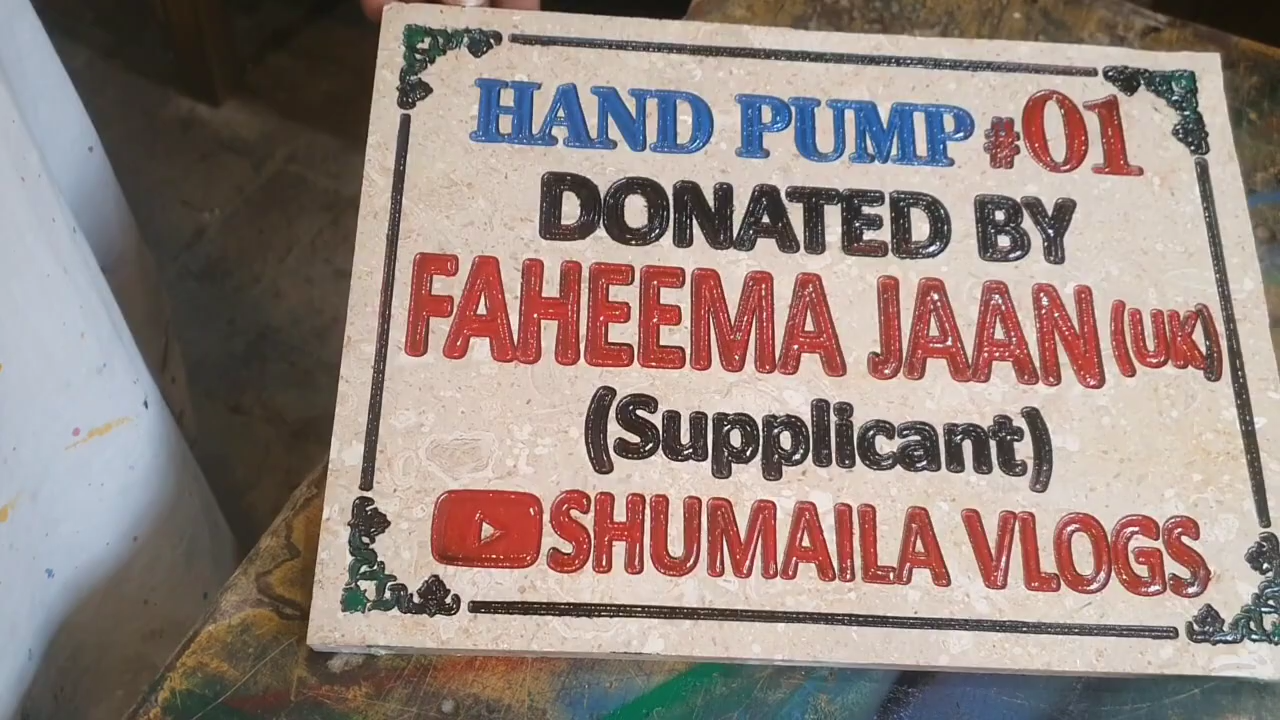 HAND PUMP #01
DONATED BY
FAHEEMA JAAN (UK)
(Supplicant)
SHUMAILA VLOGS